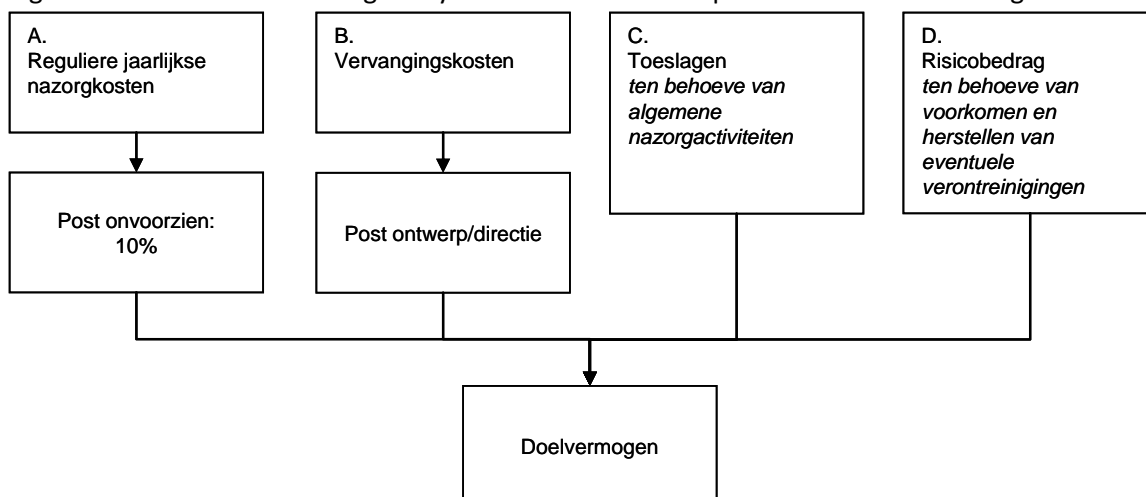 A.
Reguliere jaarlijkse
nazorgkosten
B.
Vervangingskosten
C.
Toeslagen
ten behoeve van
algemene
nazorgactiviteiten
D.
Risicobedrag
ten behoeve van
voorkomen en
herstellen van
eventuele
verontreinigingen
Post onvoorzien:
10%
Post ontwerp/directie
Doelvermogen